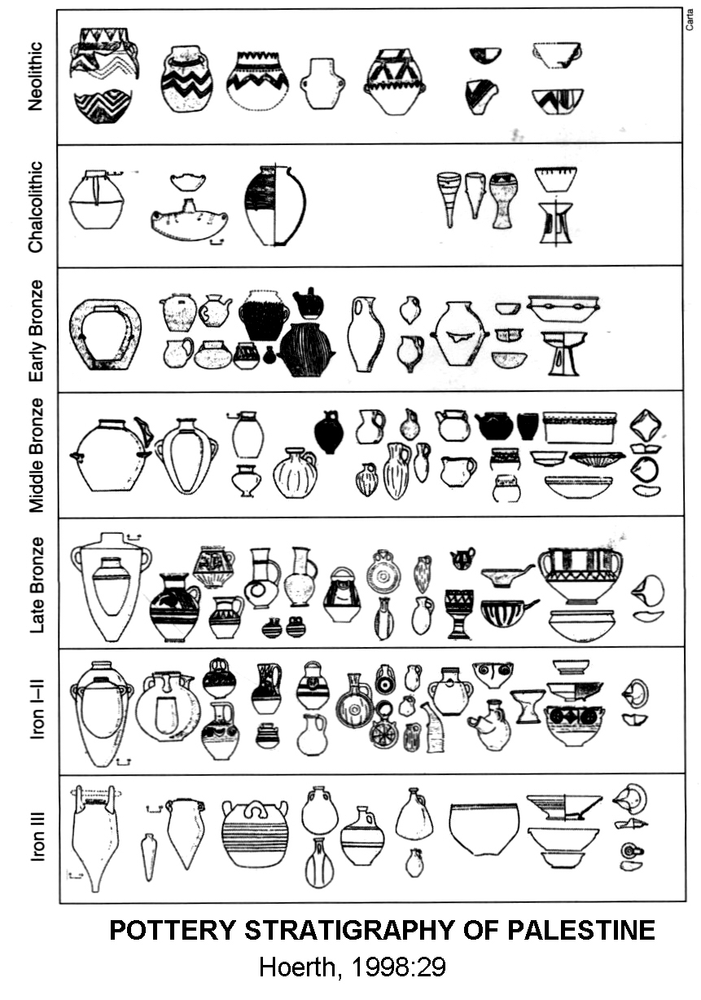 Carta
Neolithic
Chalcolithic
Early Bronze
Middle Bronze
Late Bronze
Iron I–II
Iron III
POTTERY STRATIGRAPHY OF PALESTINE
Hoerth, 1998:29